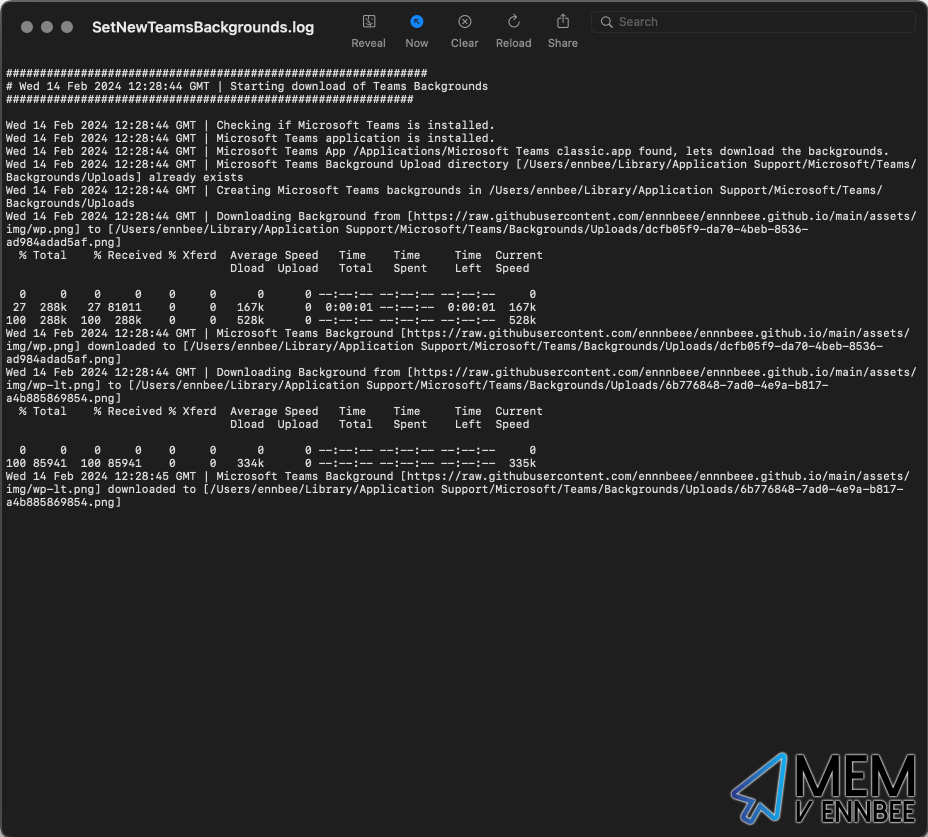 SetNewTeamsBackgrounds.log
Reveal Now Clear Reload Share
Search
##############################################################
# Wed 14 Feb 2024 12:28:44 GMT | Starting download of Teams Backgrounds
############################################################
Wed 14 Feb 2024 12:28:44 GMT | Checking if Microsoft Teams is installed.
Wed 14 Feb 2024 12:28:44 GMT | Microsoft Teams application is installed.
Wed 14 Feb 2024 12:28:44 GMT | Microsoft Teams App /Applications/Microsoft Teams classic.app found, lets download the backgrounds.
Wed 14 Feb 2024 12:28:44 GMT | Microsoft Teams Background Upload directory [/Users/ennbee/Library/Application Support/Microsoft/Teams/
Backgrounds/Uploads] already exists
Wed 14 Feb 2024 12:28:44 GMT | Creating Microsoft Teams backgrounds in /Users/ennbee/Library/Application Support/Microsoft/Teams/
Backgrounds/Uploads
Wed 14 Feb 2024 12:28:44 GMT | Downloading Background from [https://raw.githubusercontent.com/ennnbeee/ennnbeee.github.io/main/assets/
img/wp.png] to [/Users/ennbee/Library/Application Support/Microsoft/Teams/Backgrounds/Uploads/dcfb05f9-da70-4beb-8536-
ad984adad5af.png]
% Total % Received % Xferd Average Speed Time Time Time Current
Dload Upload Total Spent Left Speed
0 0 0 0 0 0 0 0 --:--:-- --:--:-- --:--:-- 0
27 288k 27 81011 0 0 167k 0 0:00:01 --:--:-- 0:00:01 167k
100 288k 100 288k 0 0 528k 0 --:--:-- --:--:-- --:--:-- 528k
Wed 14 Feb 2024 12:28:44 GMT | Microsoft Teams Background [https://raw.githubusercontent.com/ennnbeee/ennnbeee.github.io/main/assets/
img/wp.png] downloaded to [/Users/ennbee/Library/Application Support/Microsoft/Teams/Backgrounds/Uploads/dcfb05f9-da70-4beb-8536-
ad984adad5af.png]
Wed 14 Feb 2024 12:28:44 GMT | Downloading Background from [https://raw.githubusercontent.com/ennnbeee/ennnbeee.github.io/main/assets/
img/wp-lt.png] to [/Users/ennbee/Library/Application Support/Microsoft/Teams/Backgrounds/Uploads/6b776848-7ad0-4e9a-b817-
a4b885869854.png]
% Total % Received % Xferd Average Speed Time Time Time Current
Dload Upload Total Spent Left Speed
0 0 0 0 0 0 0 0 --:--:-- --:--:-- --:--:-- 0
100 85941 100 85941 0 0 334k 0 --:--:-- --:--:-- --:--:-- 335k
Wed 14 Feb 2024 12:28:45 GMT | Microsoft Teams Background [https://raw.githubusercontent.com/ennnbeee/ennnbeee.github.io/main/assets/
img/wp-lt.png] downloaded to [/Users/ennbee/Library/Application Support/Microsoft/Teams/Backgrounds/Uploads/6b776848-7ad0-4e9a-b817-
a4b885869854.png]
MEM
V ENNBEE